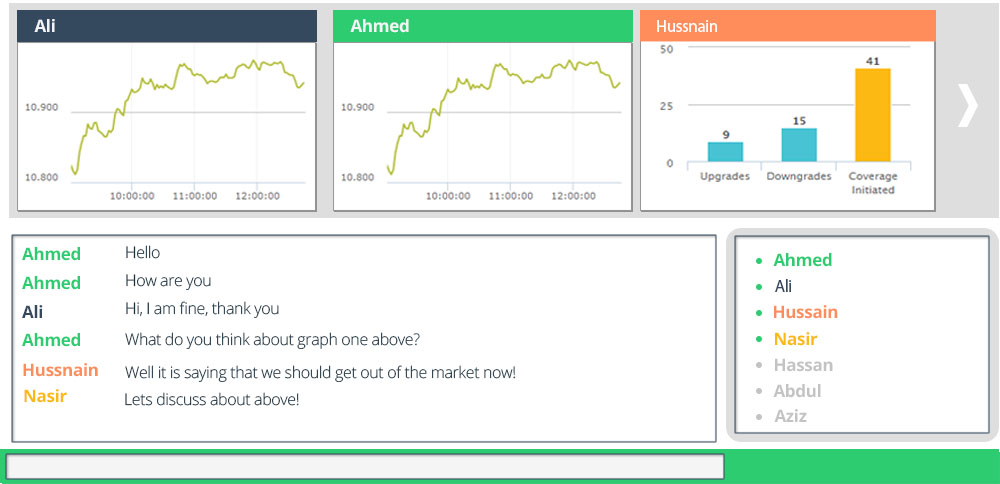 Ali
10.900
10.800
10:00:00 11:00:00 12:00:00
Ahmed
10.900
10.800
10:00:00 11:00:00 12:00:00
Hussnain
50
41
25
15
9
0
Upgrades Downgrades Coverage
Initiated
Ahmed Hello
Ahmed How are you
Ali Hi, I am fine, thank you
Ahmed What do you think about graph one above?
Hussnain Well it is saying that we should get out of the market now!
Nasir Lets discuss about above!
Ahmed
Ali
Hussain
Nasir
Hassan
Abdul
Aziz